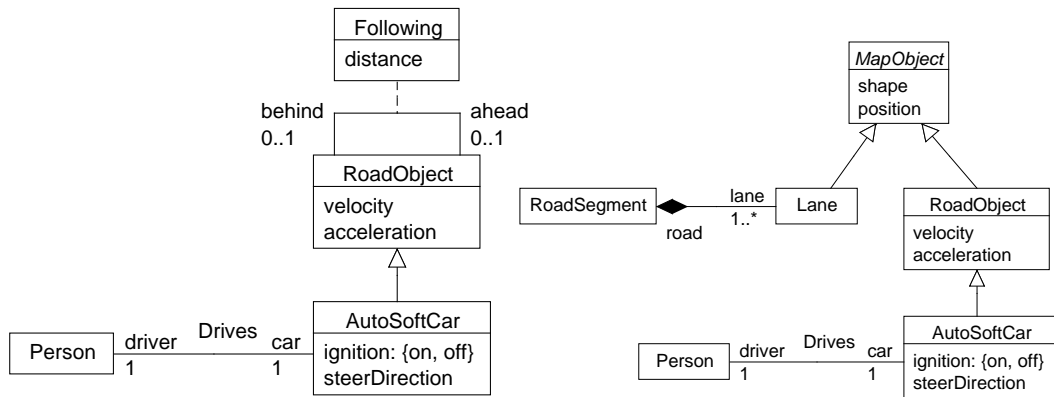 Following
distance
behind
0..1
ahead
0..1
RoadObject
velocity
acceleration
AutoSoftCar
ignition: {on, off}
steerDirection
Person
driver
1
Drives
car
1
MapObject
shape
position
RoadSegment
road
lane
1..*
Lane
RoadObject
velocity
acceleration
AutoSoftCar
ignition: {on, off}
steerDirection
Person
driver
1
Drives
car
1